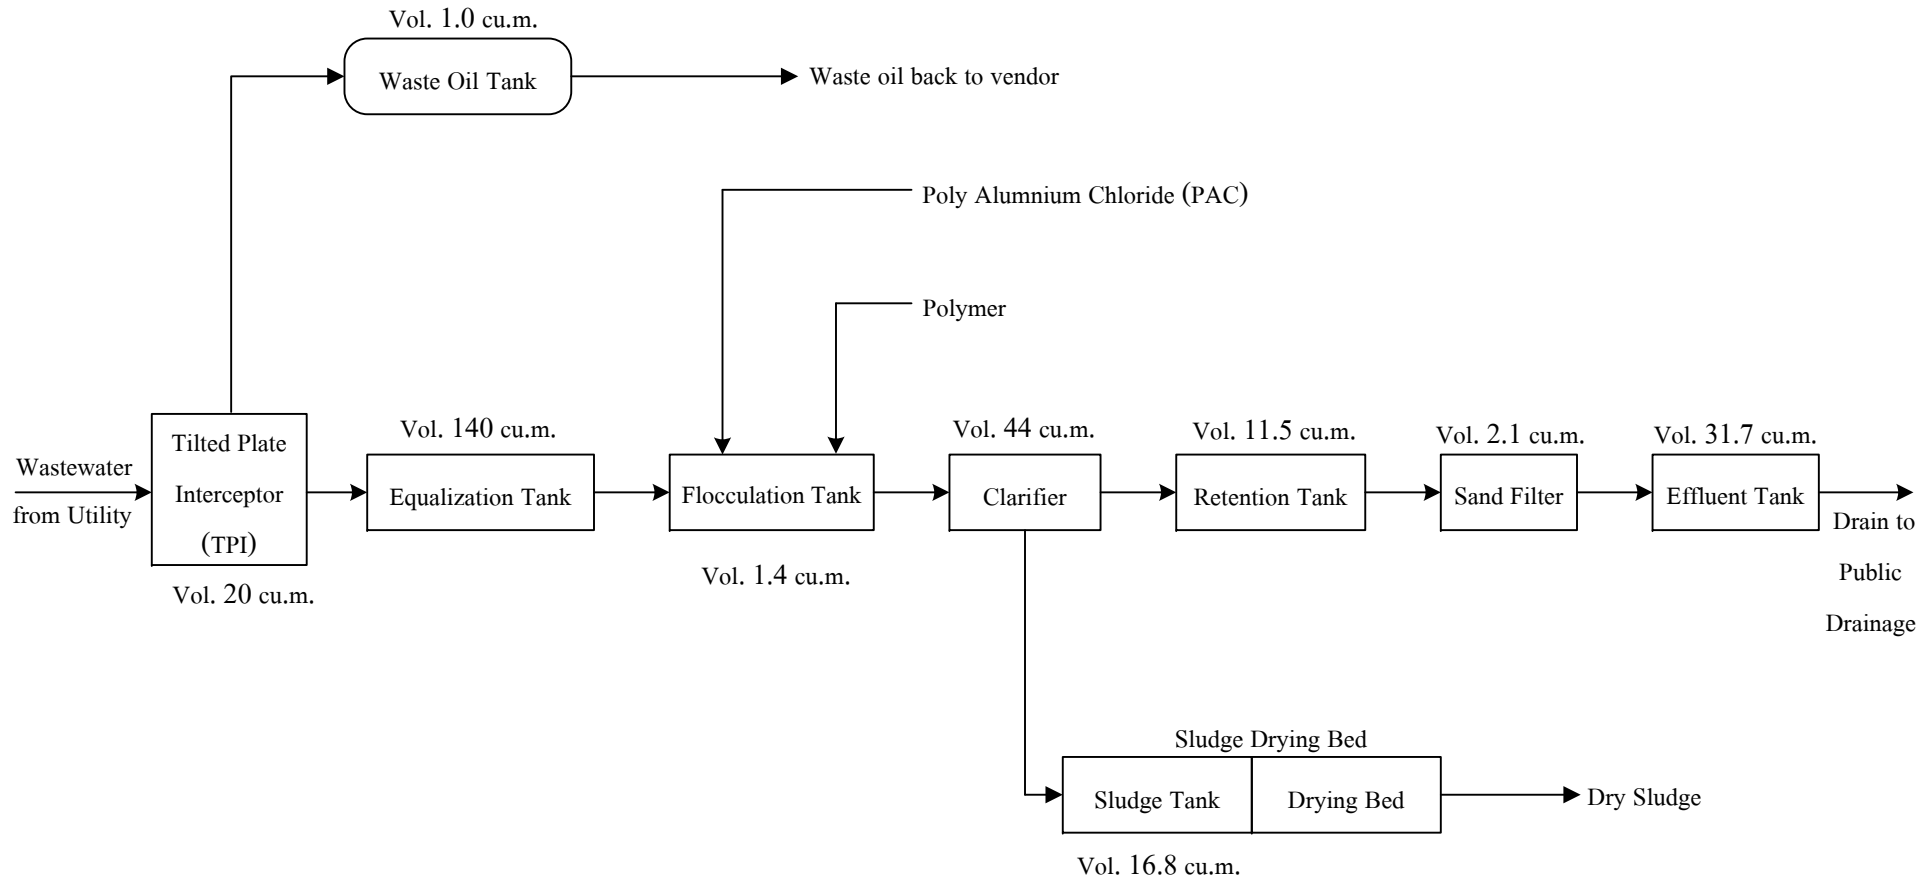 Vol. 1.0 cu.m.
Waste Oil Tank
Waste oil back to vendor
Poly Alumnium Chloride (PAC)
Polymer
Wastewater
from Utility
Tilted Plate
Interceptor
(TPI)
Vol. 20 cu.m.
Vol. 140 cu.m.
Equalization Tank
Flocculation Tank
Vol. 1.4 cu.m.
Vol. 44 cu.m.
Clarifier
Vol. 11.5 cu.m.
Retention Tank
Vol. 2.1 cu.m.
Sand Filter
Vol. 31.7 cu.m.
Effluent Tank
Drain to
Public
Drainage
Sludge Drying Bed
Sludge Tank
Drying Bed
Dry Sludge
Vol. 16.8 cu.m.